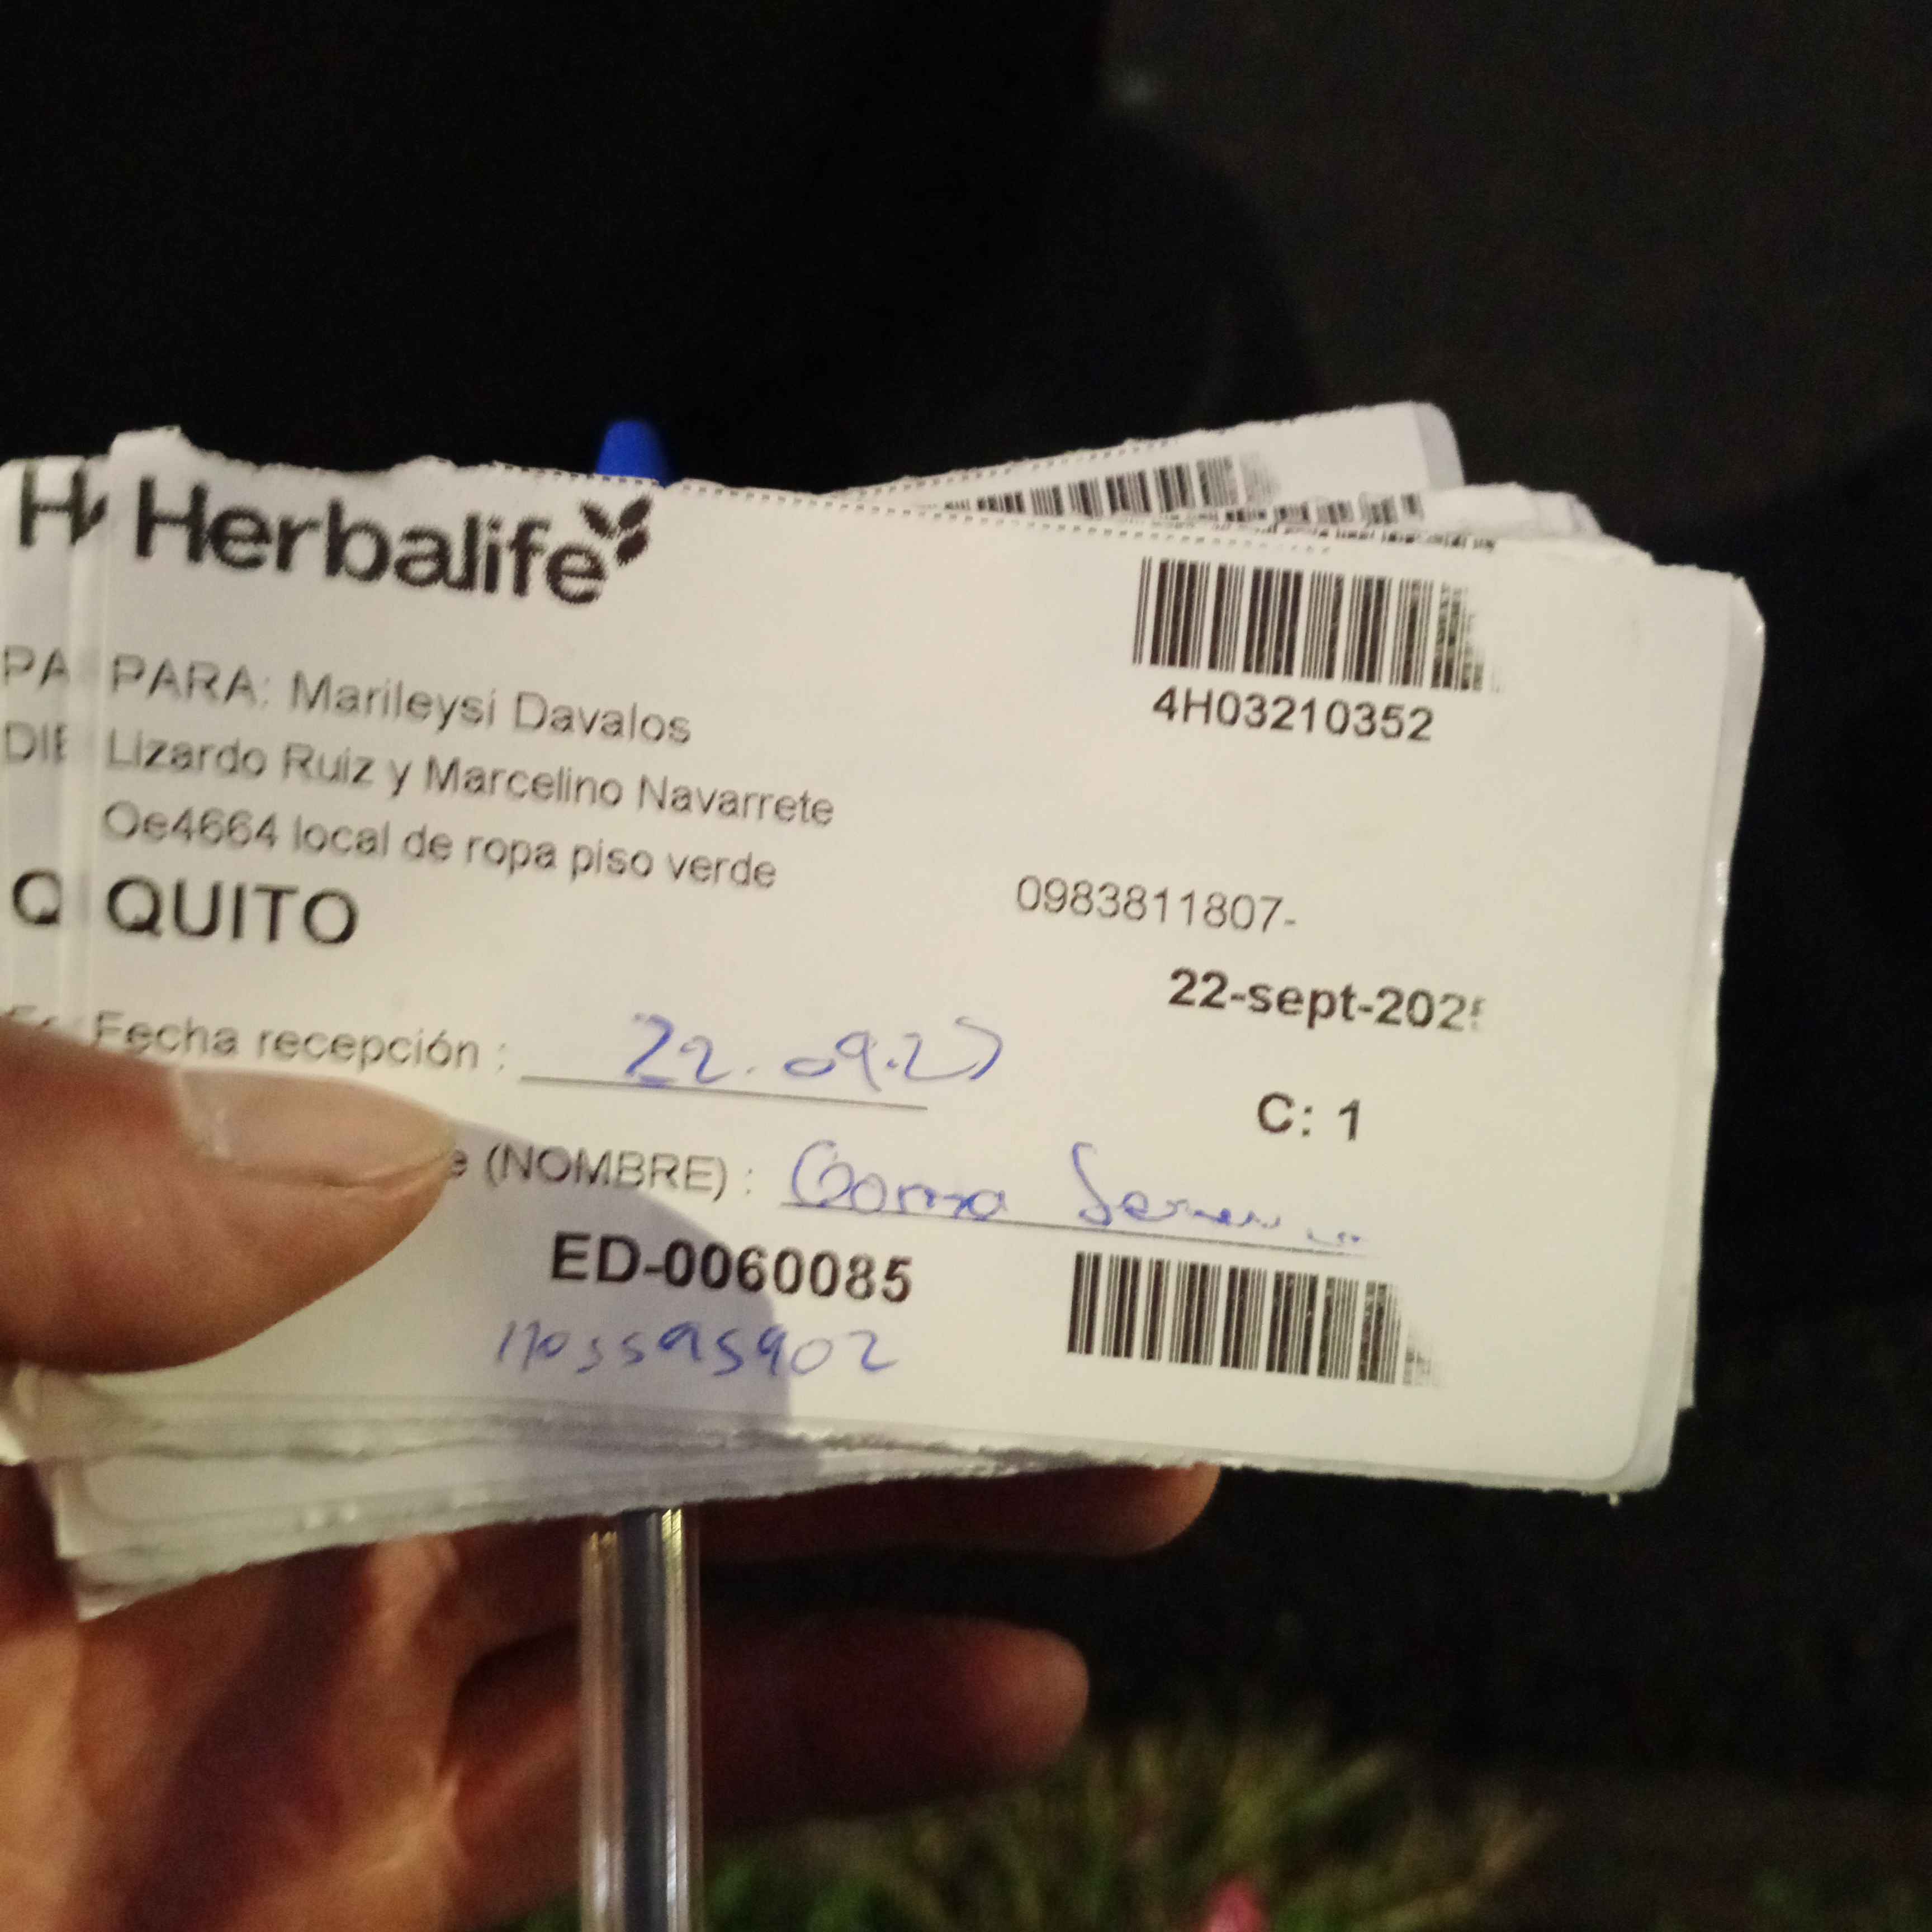 Herbalife
4H03210352
PARA: Marileysi Davalos
Lizardo Ruiz y Marcelino Navarrete
Oe4664 local de ropa piso verde
0983811807-
QUITO
22-sept-202
Fecha recepción : 22.09.25
C: 1
(NOMBRE) :
ED-0060085